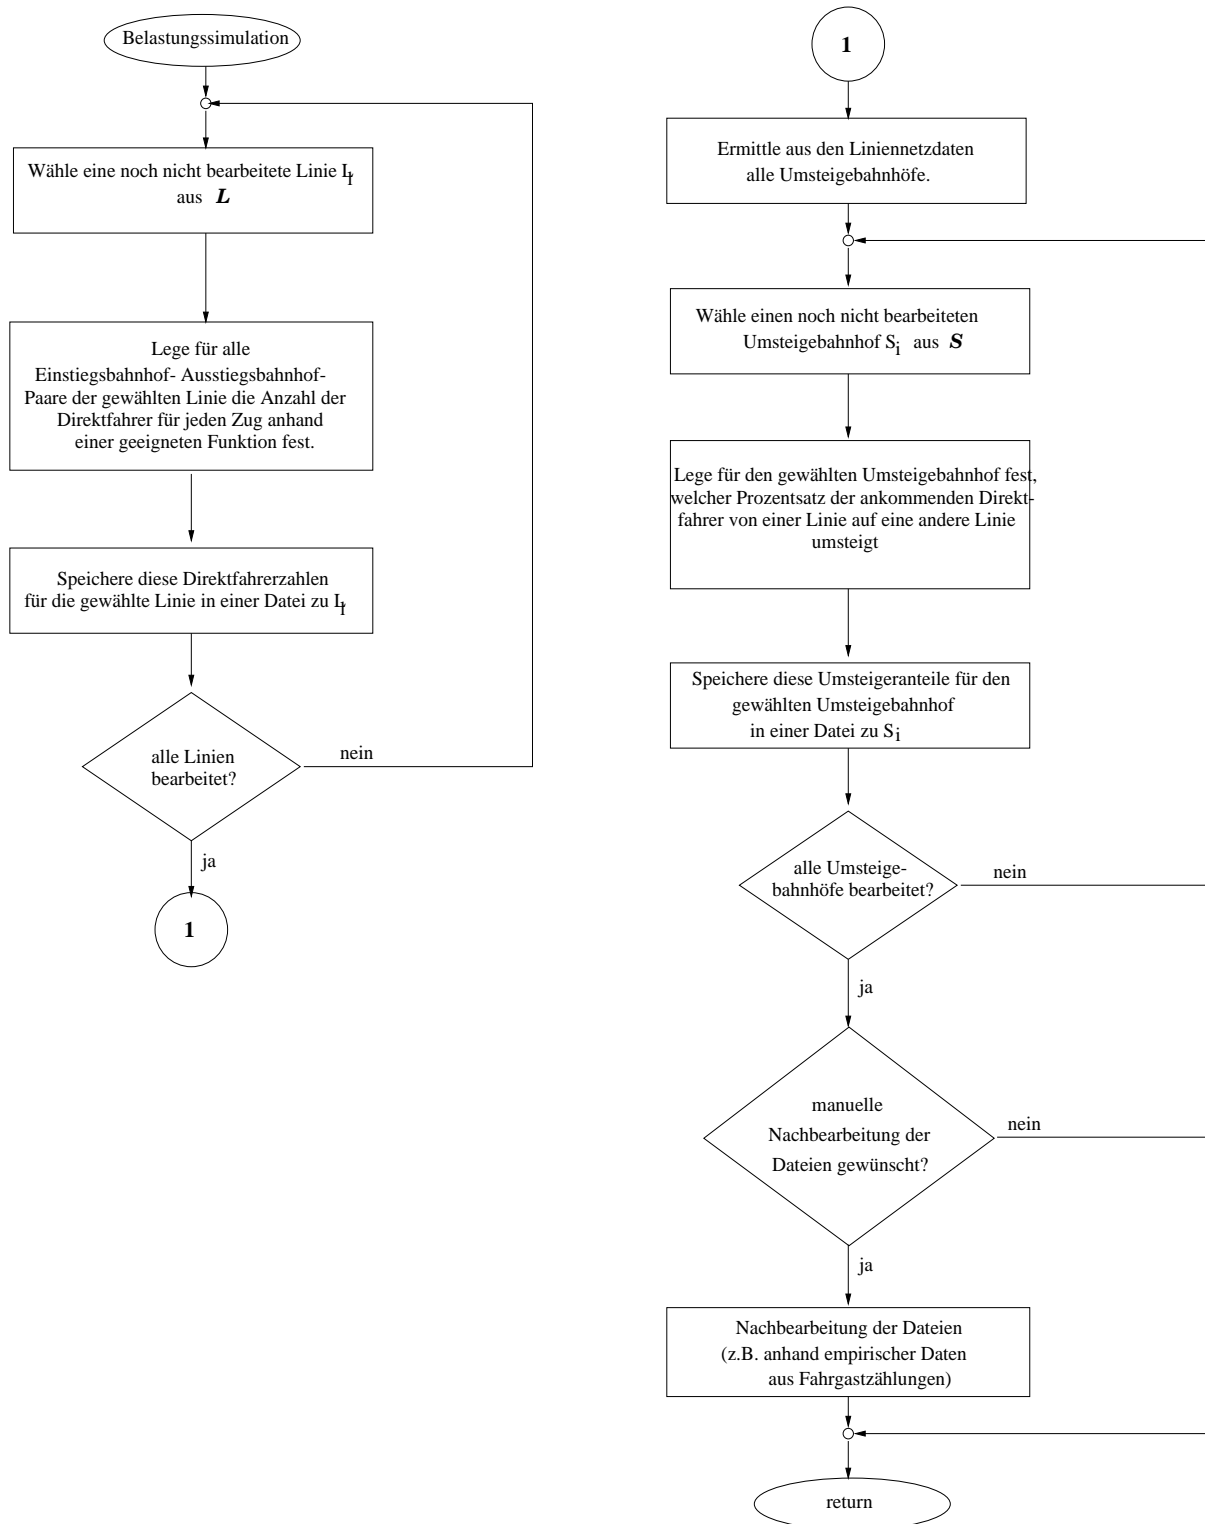 Belastungssimulation
Wähle eine noch nicht bearbeitete Linie Li
aus L
Lege für alle
Einstiegsbahnhof- Ausstiegsbahnhof-
Paare der gewählten Linie die Anzahl der
Direktfahrer für jeden Zug anhand
einer geeigneten Funktion fest.
Speichere diese Direktfahrerzahlen
für die gewählte Linie in einer Datei zu Li
alle Linien
bearbeitet?
nein
ja
1
1
Ermittle aus den Liniennetzdaten
alle Umsteigebahnhöfe.
Wähle einen noch nicht bearbeiteten
Umsteigebahnhof Si aus S
Lege für den gewählten Umsteigebahnhof fest,
welcher Prozentsatz der ankommenden Direkt-
fahrer von einer Linie auf eine andere Linie
umsteigt
Speichere diese Umsteigeranteile für den
gewählten Umsteigebahnhof
in einer Datei zu Si
alle Umsteige-
bahnhöfe bearbeitet?
nein
ja
manuelle
Nachbearbeitung der
Dateien gewünscht?
nein
ja
Nachbearbeitung der Dateien
(z.B. anhand empirischer Daten
aus Fahrgastzählungen)
return